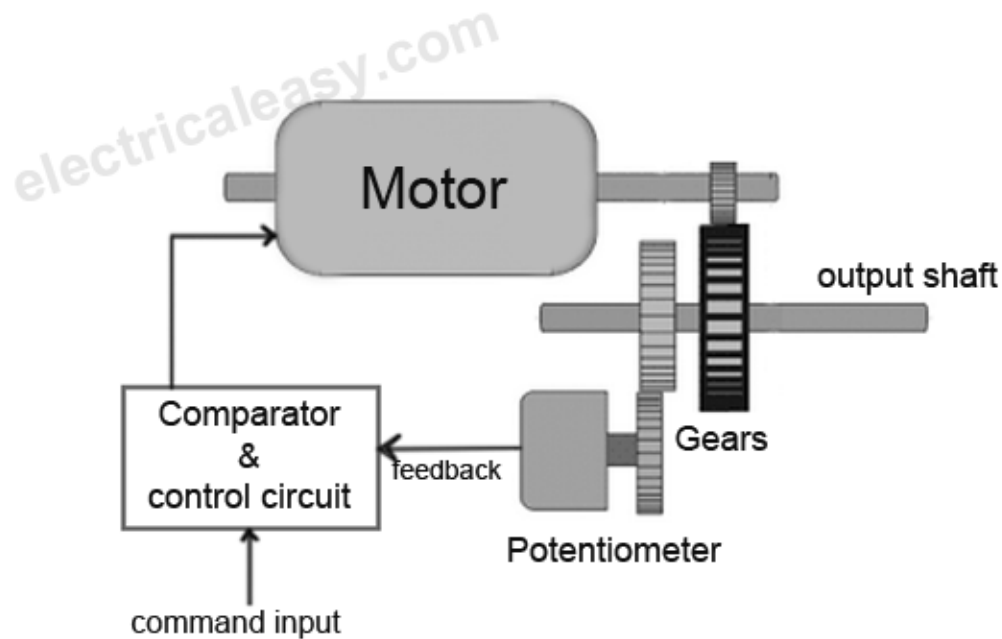 electricaleasy.com
Motor
output shaft
Gears
Comparator
&
control circuit
feedback
Potentiometer
command input